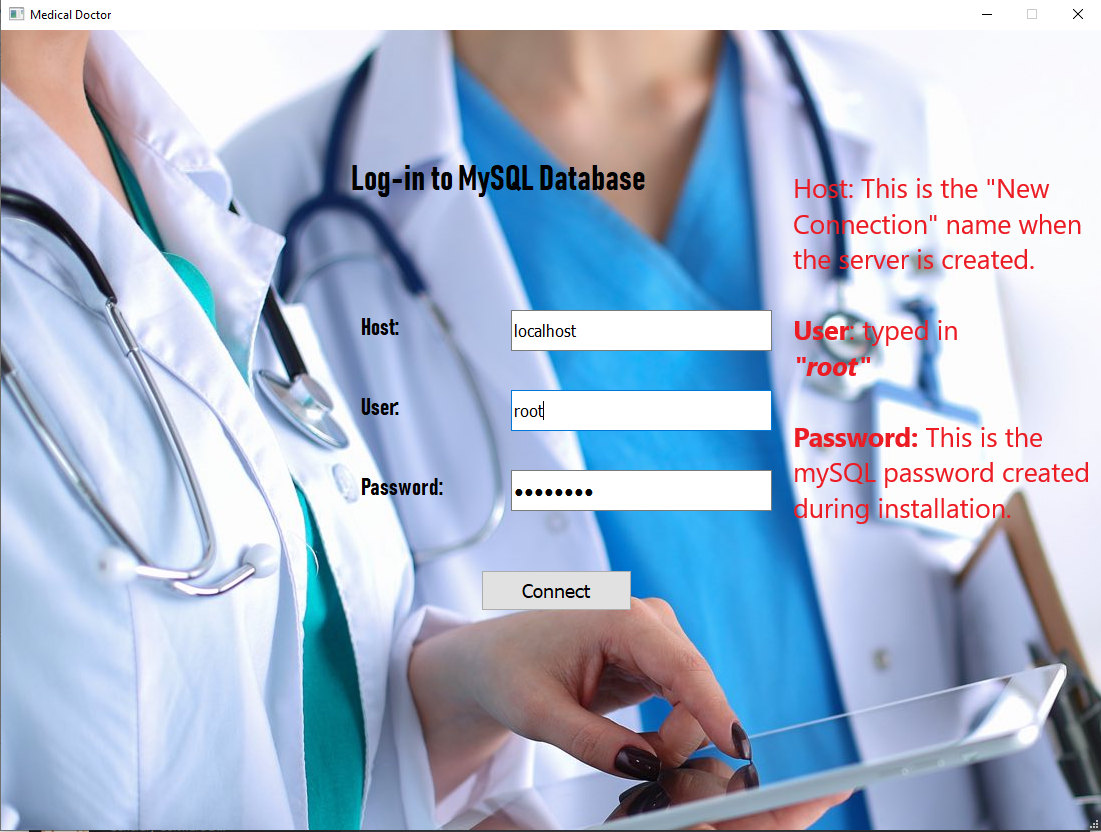 Medical Doctor
Log-in to MySQL Database
Host: This is the "New
Connection" name when
the server is created.
Host:
localhost
User: typed in
"root"
User:
root
Password: This is the
mySQL password created
during installation.
Password:
Connect